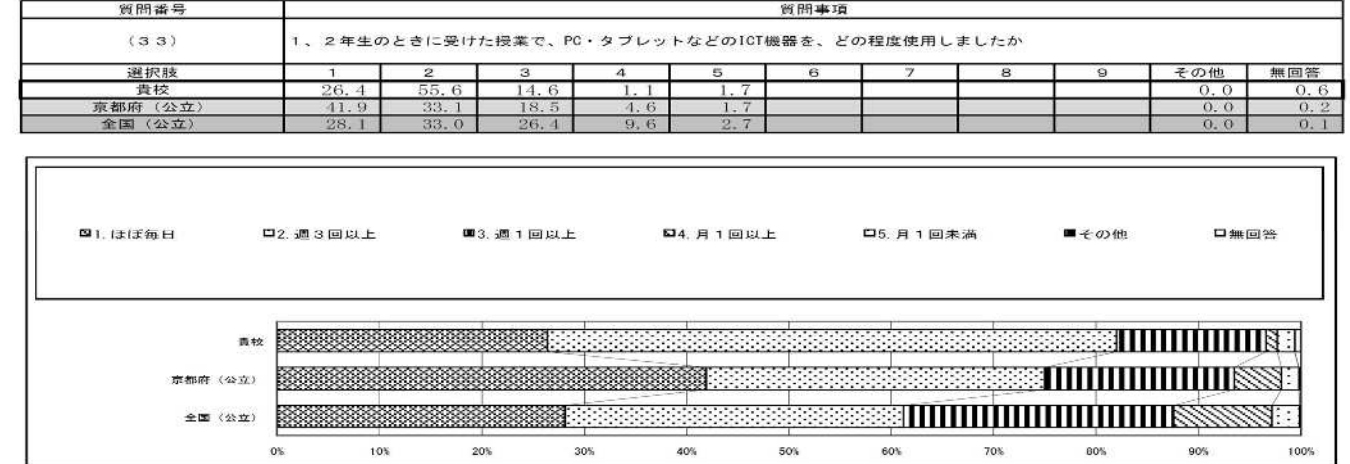 質問番号 質問事項
(33) 1、2年生のときに受けた授業で、PC・タブレットなどのICT機器を、どの程度使用しましたか
選択肢 1 2 3 4 5 6 7 8 9 その他 無回答
貴校 26.4 55.6 14.6 1.1 1.7 0.0 0.6
京都府（公立） 41.9 33.1 18.5 4.6 1.7 0.0 0.2
全国（公立） 28.1 33.0 26.4 9.6 2.7 0.0 0.1
1.ほぼ毎日 2.週3回以上 3.週1回以上 4.月1回以上 5.月1回未満 その他 無回答
貴校
京都府（公立）
全国（公立）
0% 10% 20% 30% 40% 50% 60% 70% 80% 90% 100%